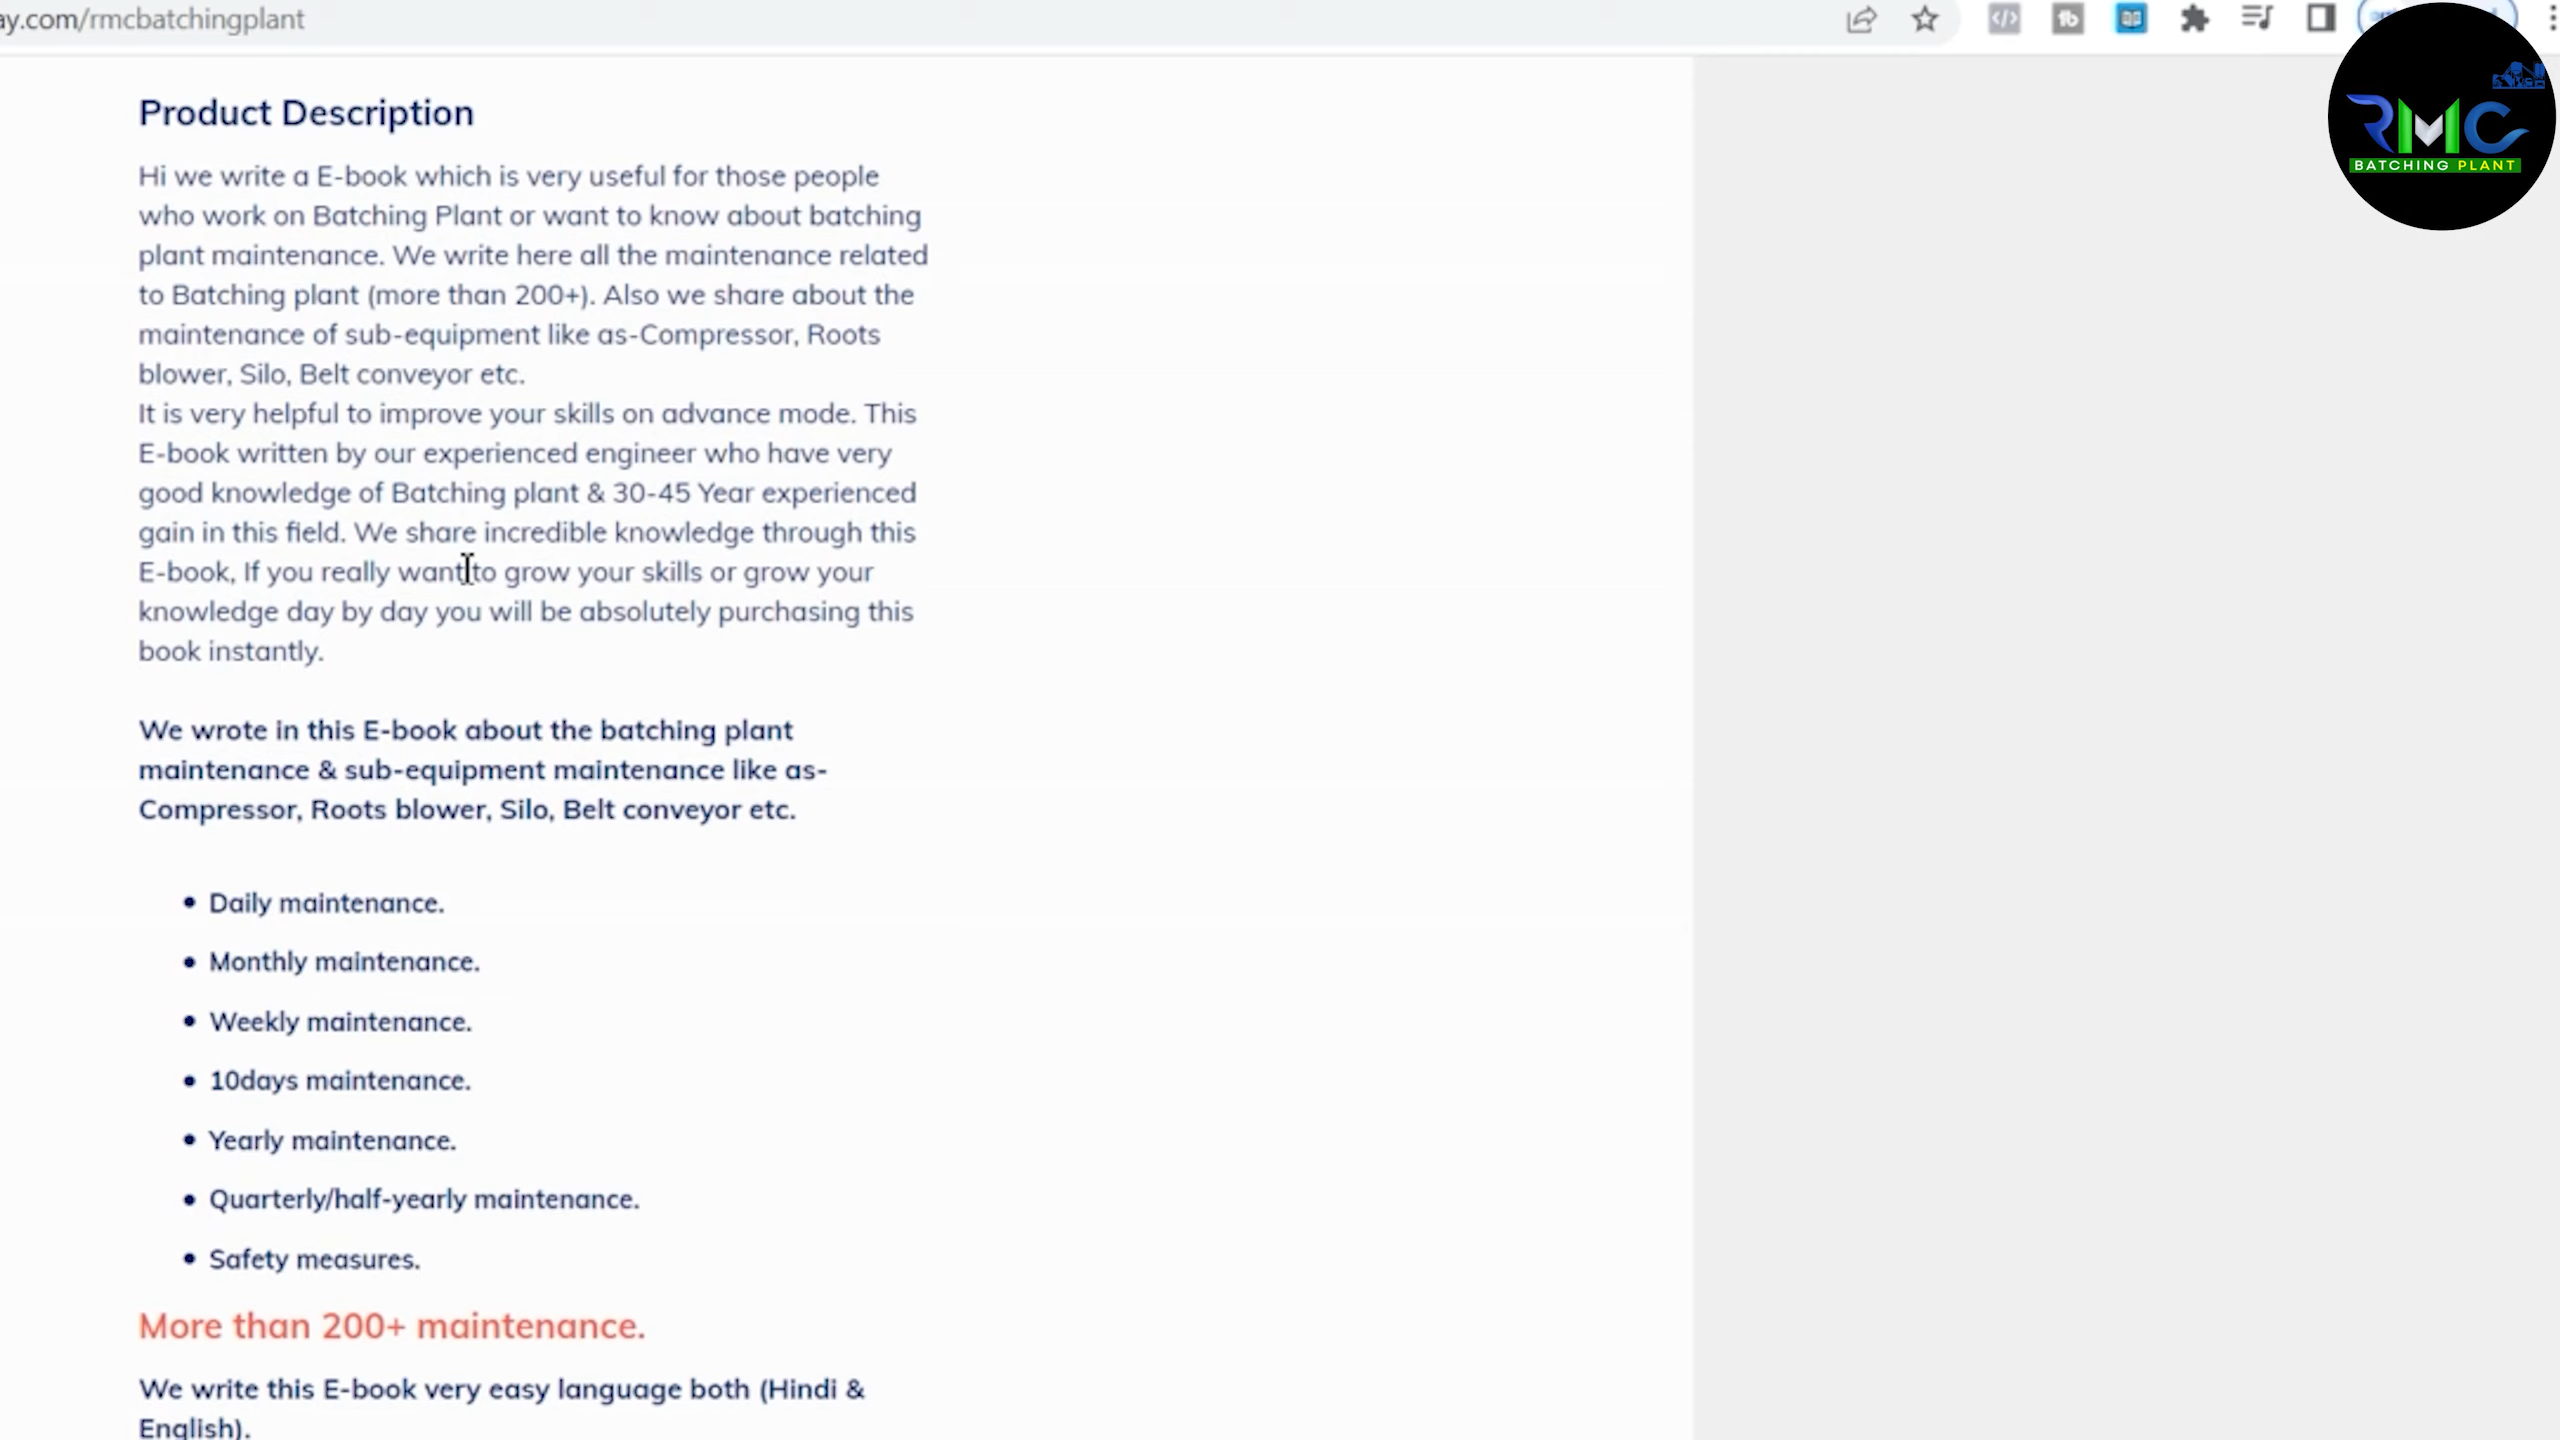 ay.com/rmcbatchingplant
RMC
BATCHING PLANT
Product Description
Hi we write a E-book which is very useful for those people
who work on Batching Plant or want to know about batching
plant maintenance. We write here all the maintenance related
to Batching plant (more than 200+). Also we share about the
maintenance of sub-equipment like as-Compressor, Roots
blower, Silo, Belt conveyor etc.
It is very helpful to improve your skills on advance mode. This
E-book written by our experienced engineer who have very
good knowledge of Batching plant & 30-45 Year experienced
gain in this field. We share incredible knowledge through this
E-book, If you really want to grow your skills or grow your
knowledge day by day you will be absolutely purchasing this
book instantly.
We wrote in this E-book about the batching plant
maintenance & sub-equipment maintenance like as-
Compressor, Roots blower, Silo, Belt conveyor etc.
• Daily maintenance.
• Monthly maintenance.
• Weekly maintenance.
• 10days maintenance.
• Yearly maintenance.
• Quarterly/half-yearly maintenance.
• Safety measures.
More than 200+ maintenance.
We write this E-book very easy language both (Hindi &
English).